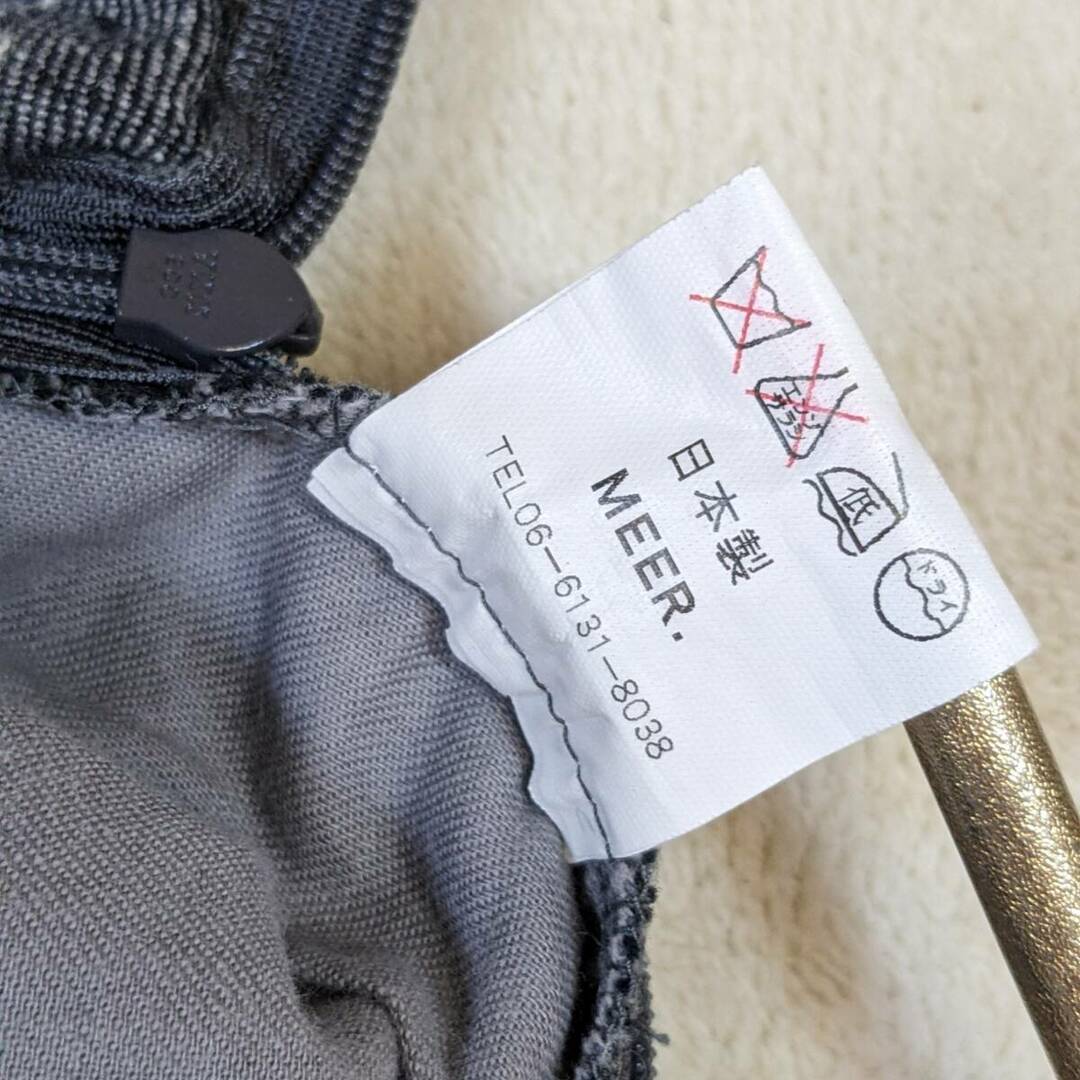 エンソ
サラシ
低
ドライ
日本製
MEER.
TEL06-6131-8038